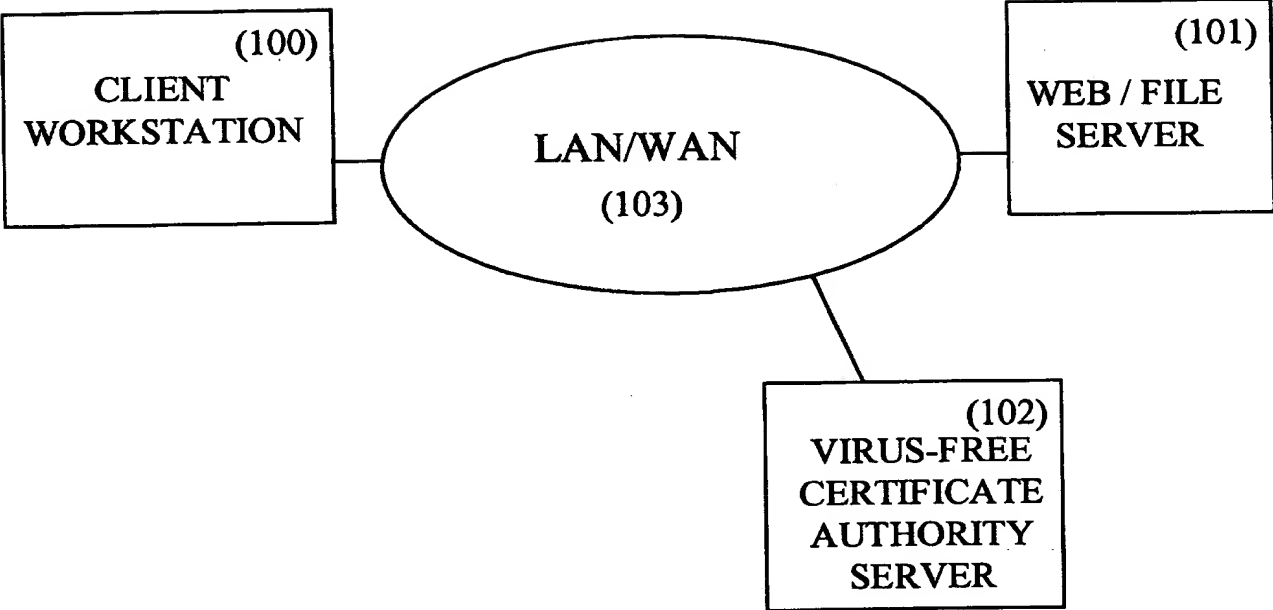 (100)
CLIENT
WORKSTATION
LAN/WAN
(103)
(101)
WEB / FILE
SERVER
(102)
VIRUS-FREE
CERTIFICATE
AUTHORITY
SERVER